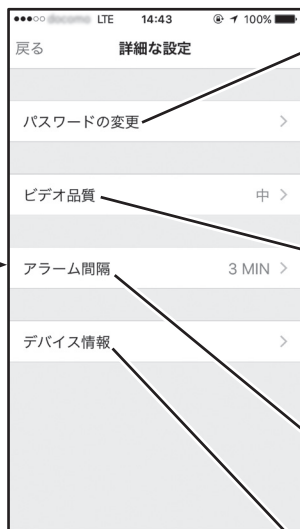 LTE 14:43 100%
戻る 詳細な設定
パスワードの変更
ビデオ品質 中
アラーム間隔 3 MIN
デバイス情報